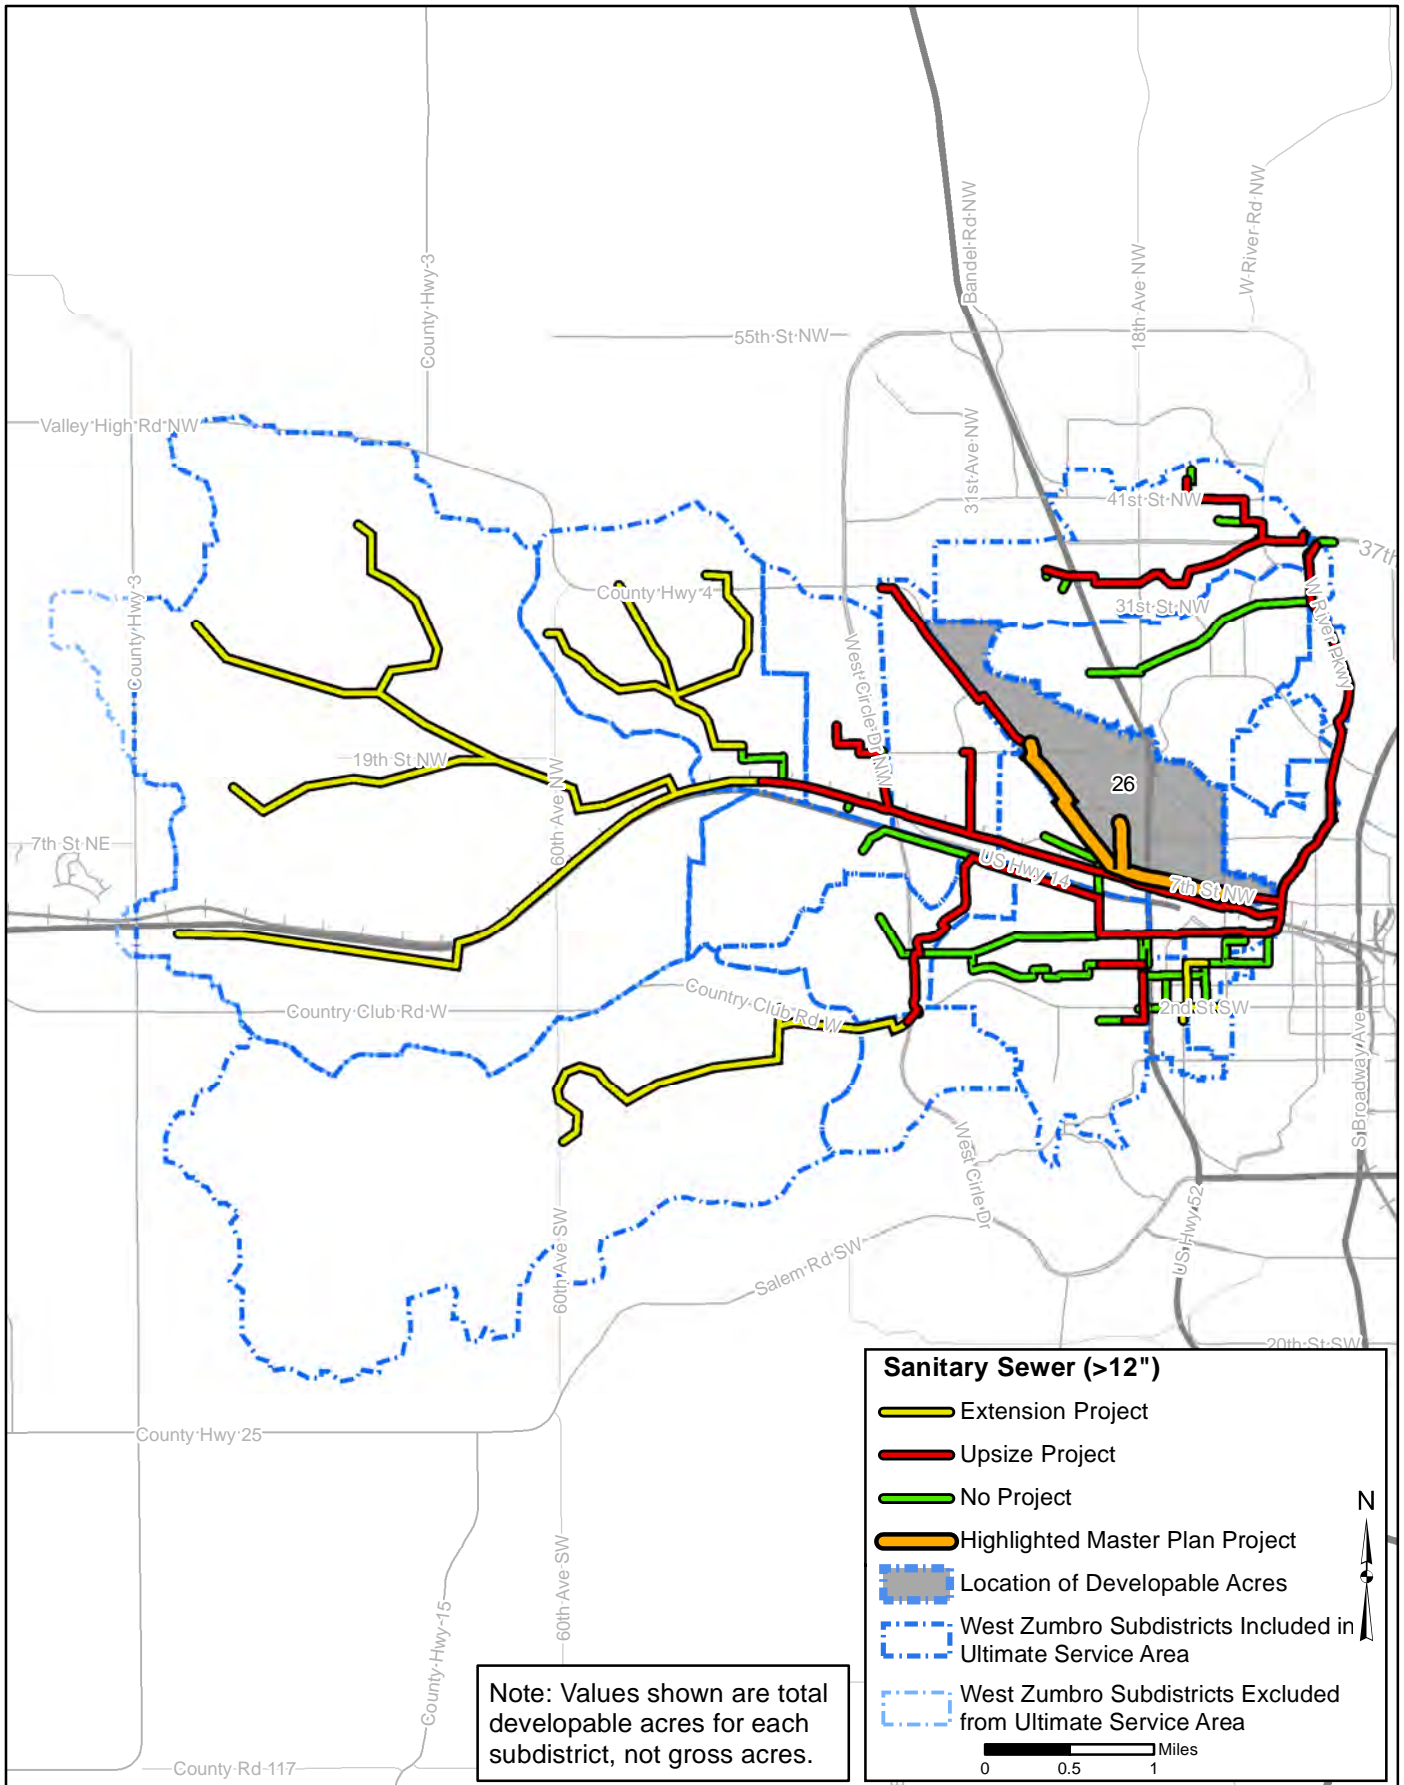 County Hwy 3
Bandel Rd NW
18th Ave NW
W River Rd NW
55th St NW
Valley High Rd NW
31st Ave NW
41st St NW
37th
County Hwy 3
County Hwy 4
31st St NW
W River Pkwy
West Circle Dr NW
19th St NW
26
60th Ave NW
7th St NE
US Hwy 14
7th St NW
Country Club Rd W
Country Club Rd W
2nd St SW
S Broadway Ave
West Cirle Dr
60th Ave SW
Salem Rd SW
US Hwy 52
20th St SW
County Hwy 25
County Hwy 15
60th Ave SW
County Rd 117
Note: Values shown are total
developable acres for each
subdistrict, not gross acres.
Sanitary Sewer (>12")
Extension Project
Upsize Project
No Project
Highlighted Master Plan Project
Location of Developable Acres
West Zumbro Subdistricts Included in
Ultimate Service Area
West Zumbro Subdistricts Excluded
from Ultimate Service Area
N
Miles
0 0.5 1